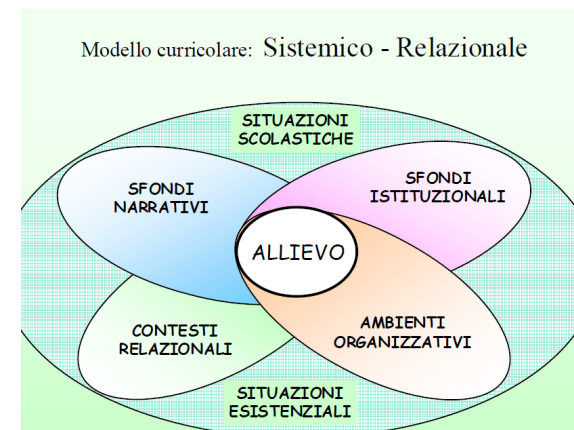 Modello curricolare: Sistemico - Relazionale
SITUAZIONI
SCOLASTICHE
SFONDI
NARRATIVI
SFONDI
ISTITUZIONALI
ALLIEVO
CONTESTI
RELAZIONALI
AMBIENTI
ORGANIZZATIVI
SITUAZIONI
ESISTENZIALI